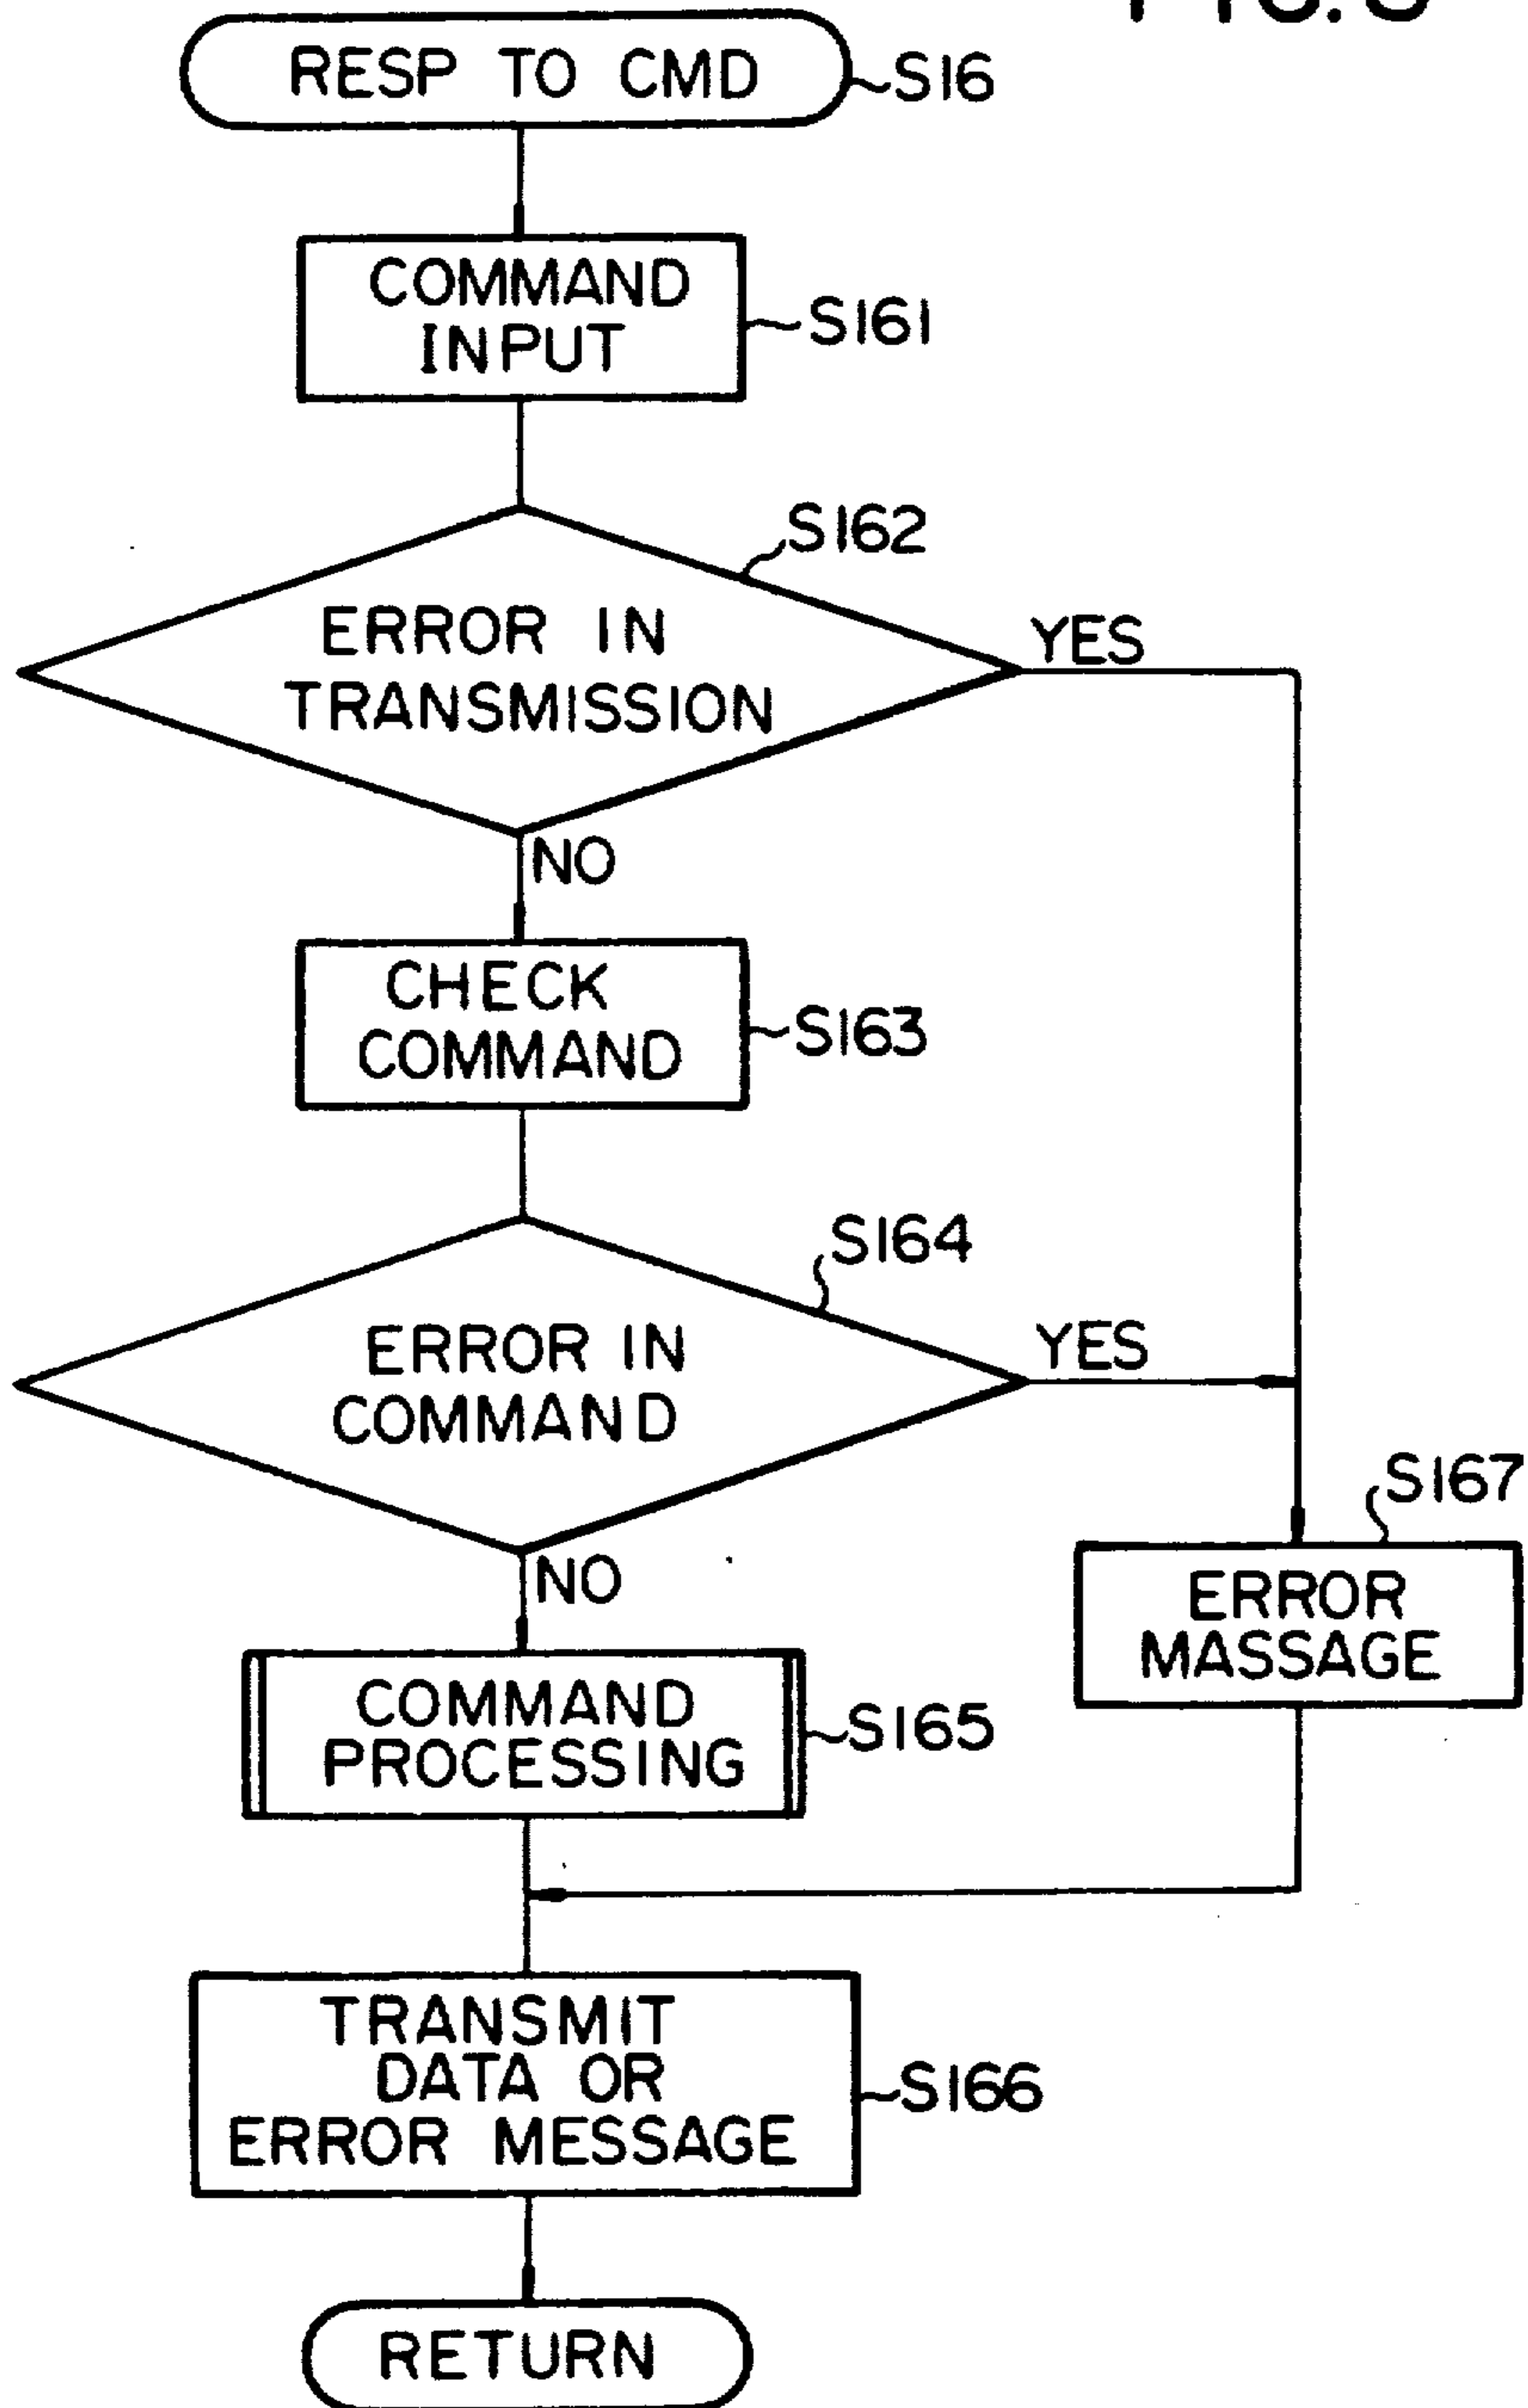 RESP TO CMD
S16
COMMAND
INPUT
S161
S162
ERROR IN
TRANSMISSION
YES
NO
CHECK
COMMAND
S163
S164
ERROR IN
COMMAND
YES
NO
S167
ERROR
MASSAGE
COMMAND
PROCESSING
S165
TRANSMIT
DATA OR
ERROR MESSAGE
S166
RETURN